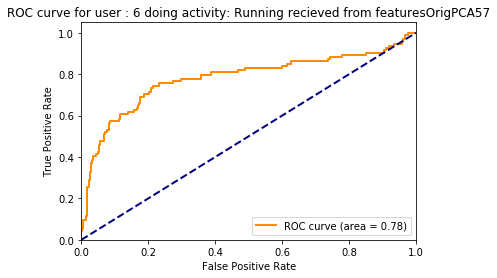 ROC curve for user : 6 doing activity: Running recieved from featuresOrigPCA57
1.0
0.8
0.6
0.4
0.2
0.0
True Positive Rate
ROC curve (area = 0.78)
0.0 0.2 0.4 0.6 0.8 1.0
False Positive Rate